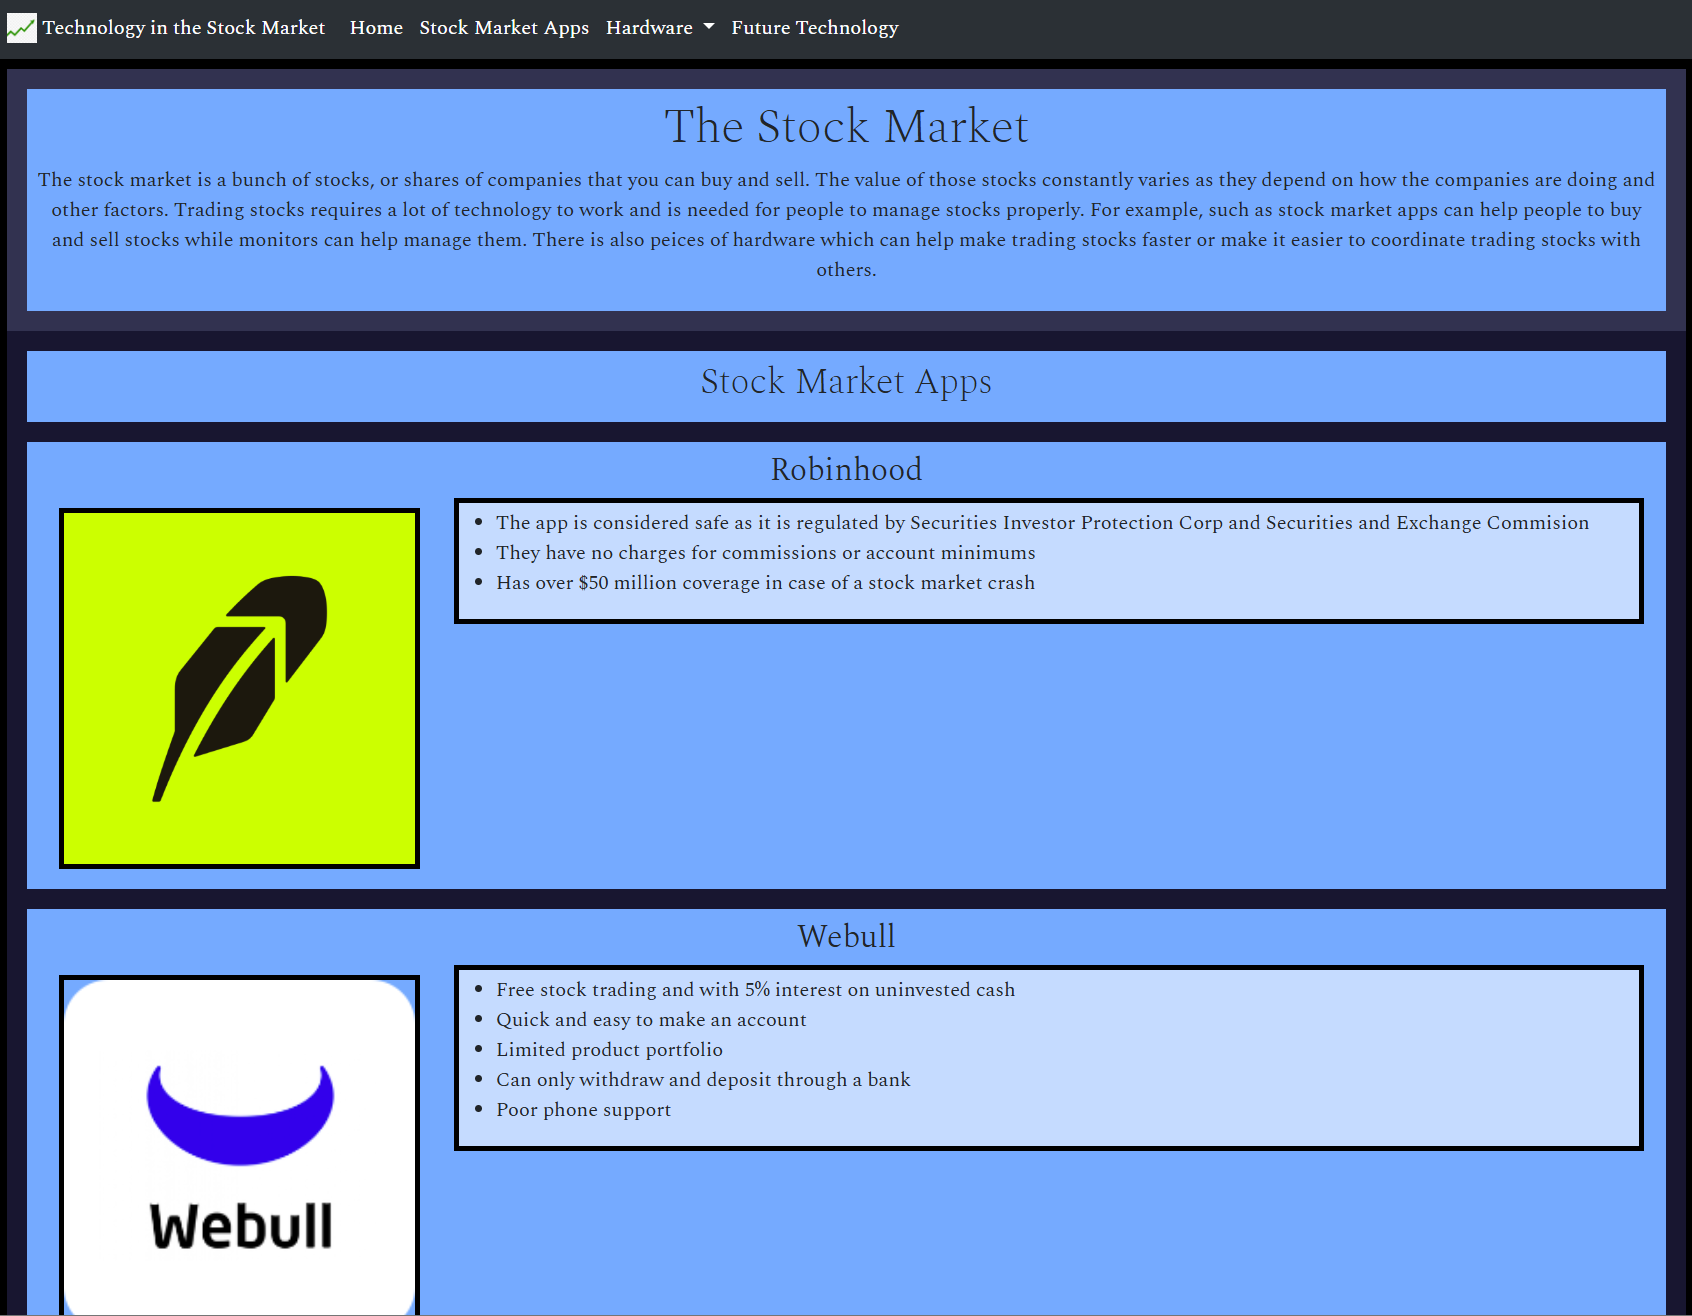 Technology in the Stock Market Home Stock Market Apps Hardware Future Technology
The Stock Market
The stock market is a bunch of stocks, or shares of companies that you can buy and sell. The value of those stocks constantly varies as they depend on how the companies are doing and
other factors. Trading stocks requires a lot of technology to work and is needed for people to manage stocks properly. For example, such as stock market apps can help people to buy
and sell stocks while monitors can help manage them. There is also peices of hardware which can help make trading stocks faster or make it easier to coordinate trading stocks with
others.
Stock Market Apps
Robinhood
• The app is considered safe as it is regulated by Securities Investor Protection Corp and Securities and Exchange Commision
• They have no charges for commissions or account minimums
• Has over $50 million coverage in case of a stock market crash
Webull
• Free stock trading and with 5% interest on uninvested cash
• Quick and easy to make an account
• Limited product portfolio
• Can only withdraw and deposit through a bank
• Poor phone support
Webull